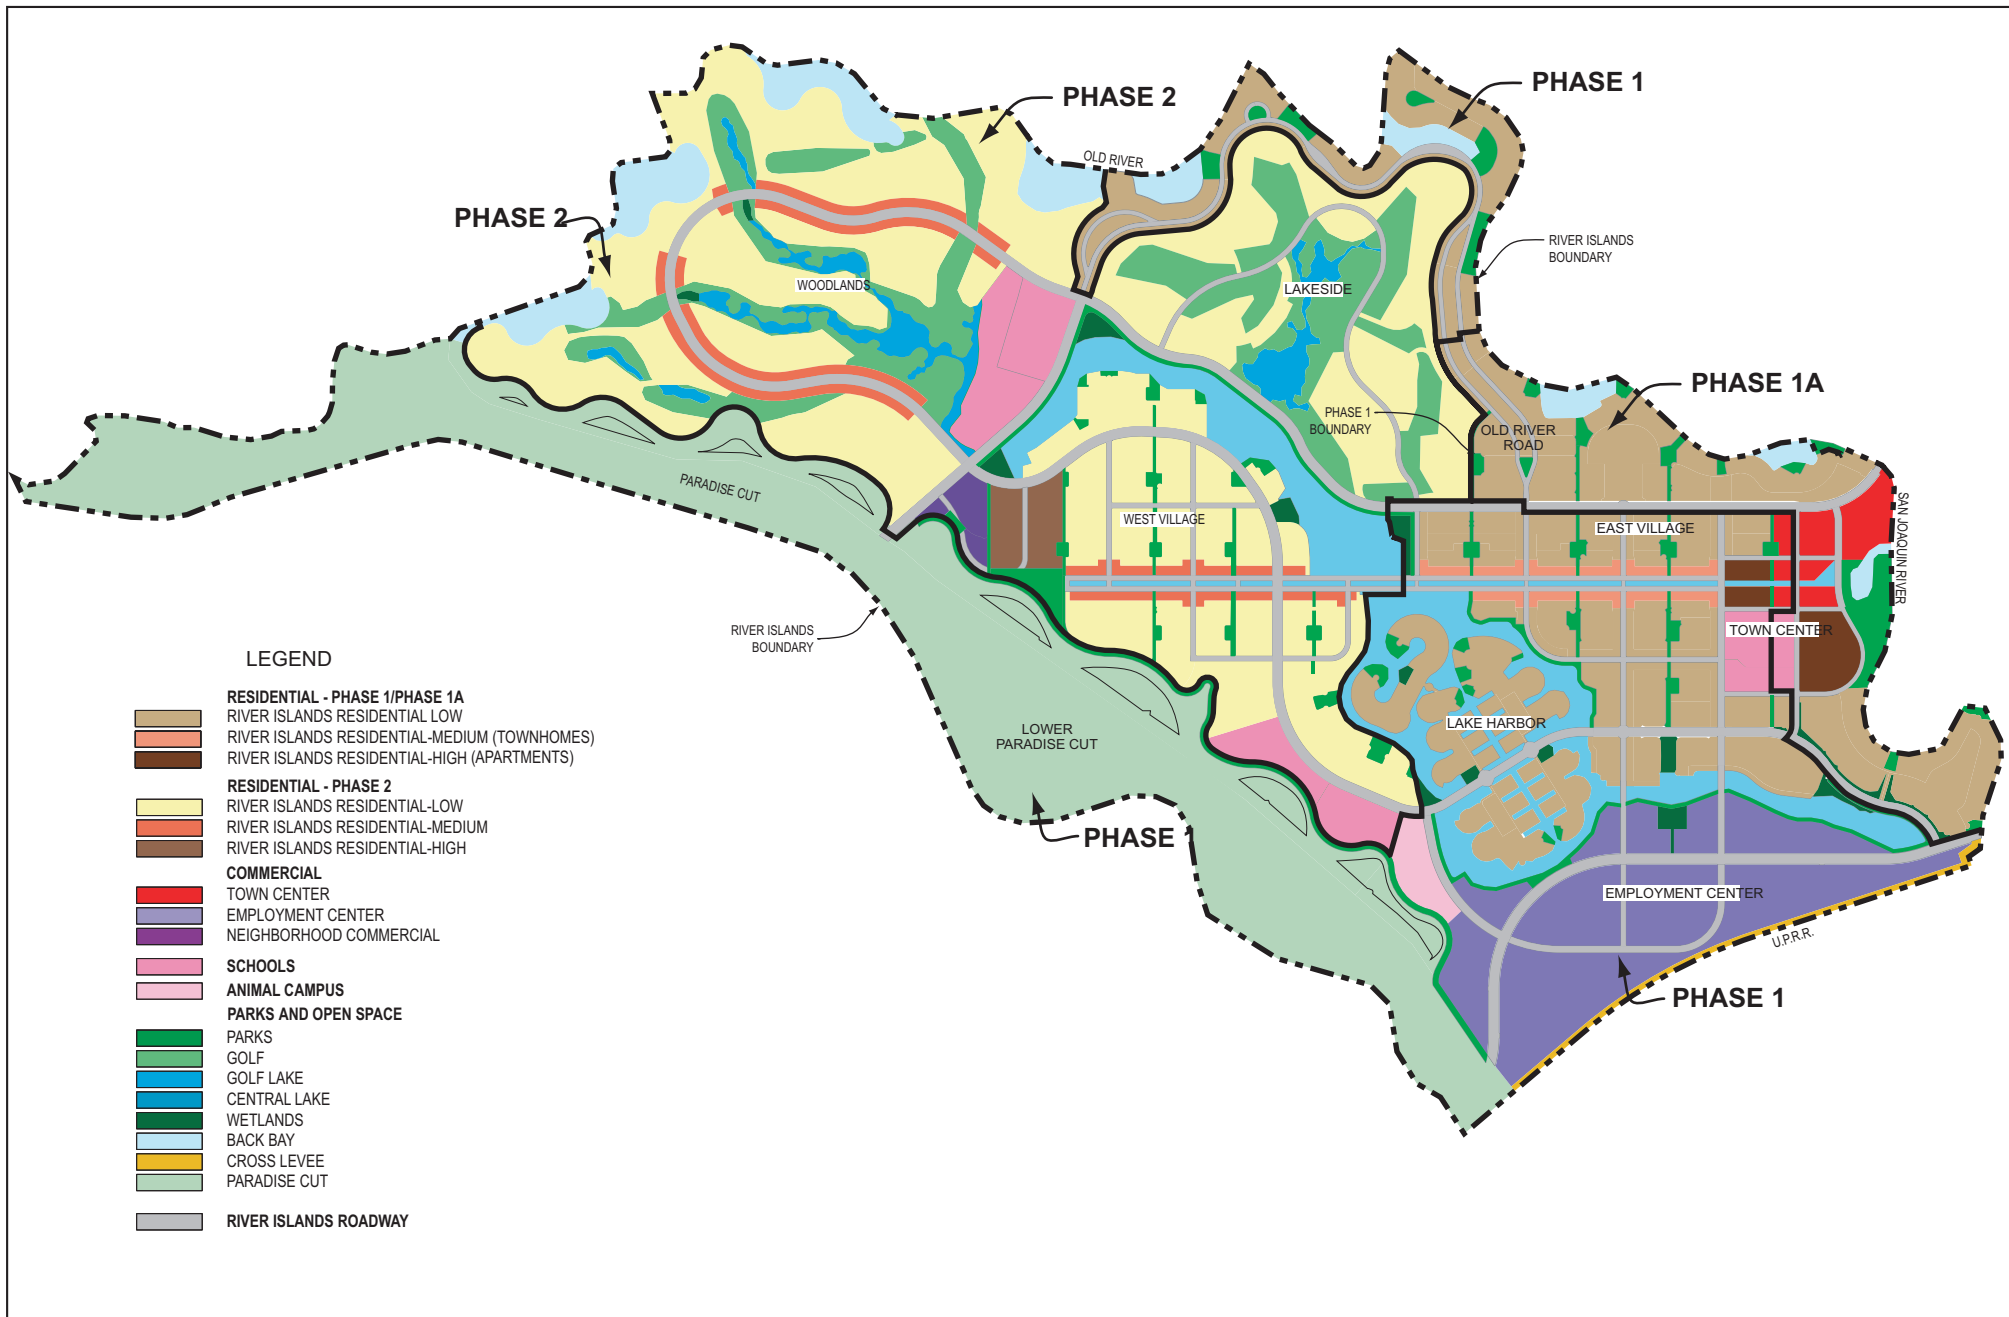 PHASE 1
PHASE 2
OLD RIVER
PHASE 2
RIVER ISLANDS
BOUNDARY
WOODLANDS
LAKESIDE
PHASE 1A
PHASE 1
BOUNDARY
OLD RIVER
ROAD
PARADISE CUT
SAN JOAQUIN RIVER
WEST VILLAGE
EAST VILLAGE
RIVER ISLANDS
BOUNDARY
TOWN CENTER
LOWER
PARADISE CUT
LAKE HARBOR
PHASE
EMPLOYMENT CENTER
U.P.R.R.
PHASE 1
LEGEND
RESIDENTIAL - PHASE 1/PHASE 1A
RIVER ISLANDS RESIDENTIAL LOW
RIVER ISLANDS RESIDENTIAL-MEDIUM (TOWNHOMES)
RIVER ISLANDS RESIDENTIAL-HIGH (APARTMENTS)
RESIDENTIAL - PHASE 2
RIVER ISLANDS RESIDENTIAL-LOW
RIVER ISLANDS RESIDENTIAL-MEDIUM
RIVER ISLANDS RESIDENTIAL-HIGH
COMMERCIAL
TOWN CENTER
EMPLOYMENT CENTER
NEIGHBORHOOD COMMERCIAL
SCHOOLS
ANIMAL CAMPUS
PARKS AND OPEN SPACE
PARKS
GOLF
GOLF LAKE
CENTRAL LAKE
WETLANDS
BACK BAY
CROSS LEVEE
PARADISE CUT
RIVER ISLANDS ROADWAY